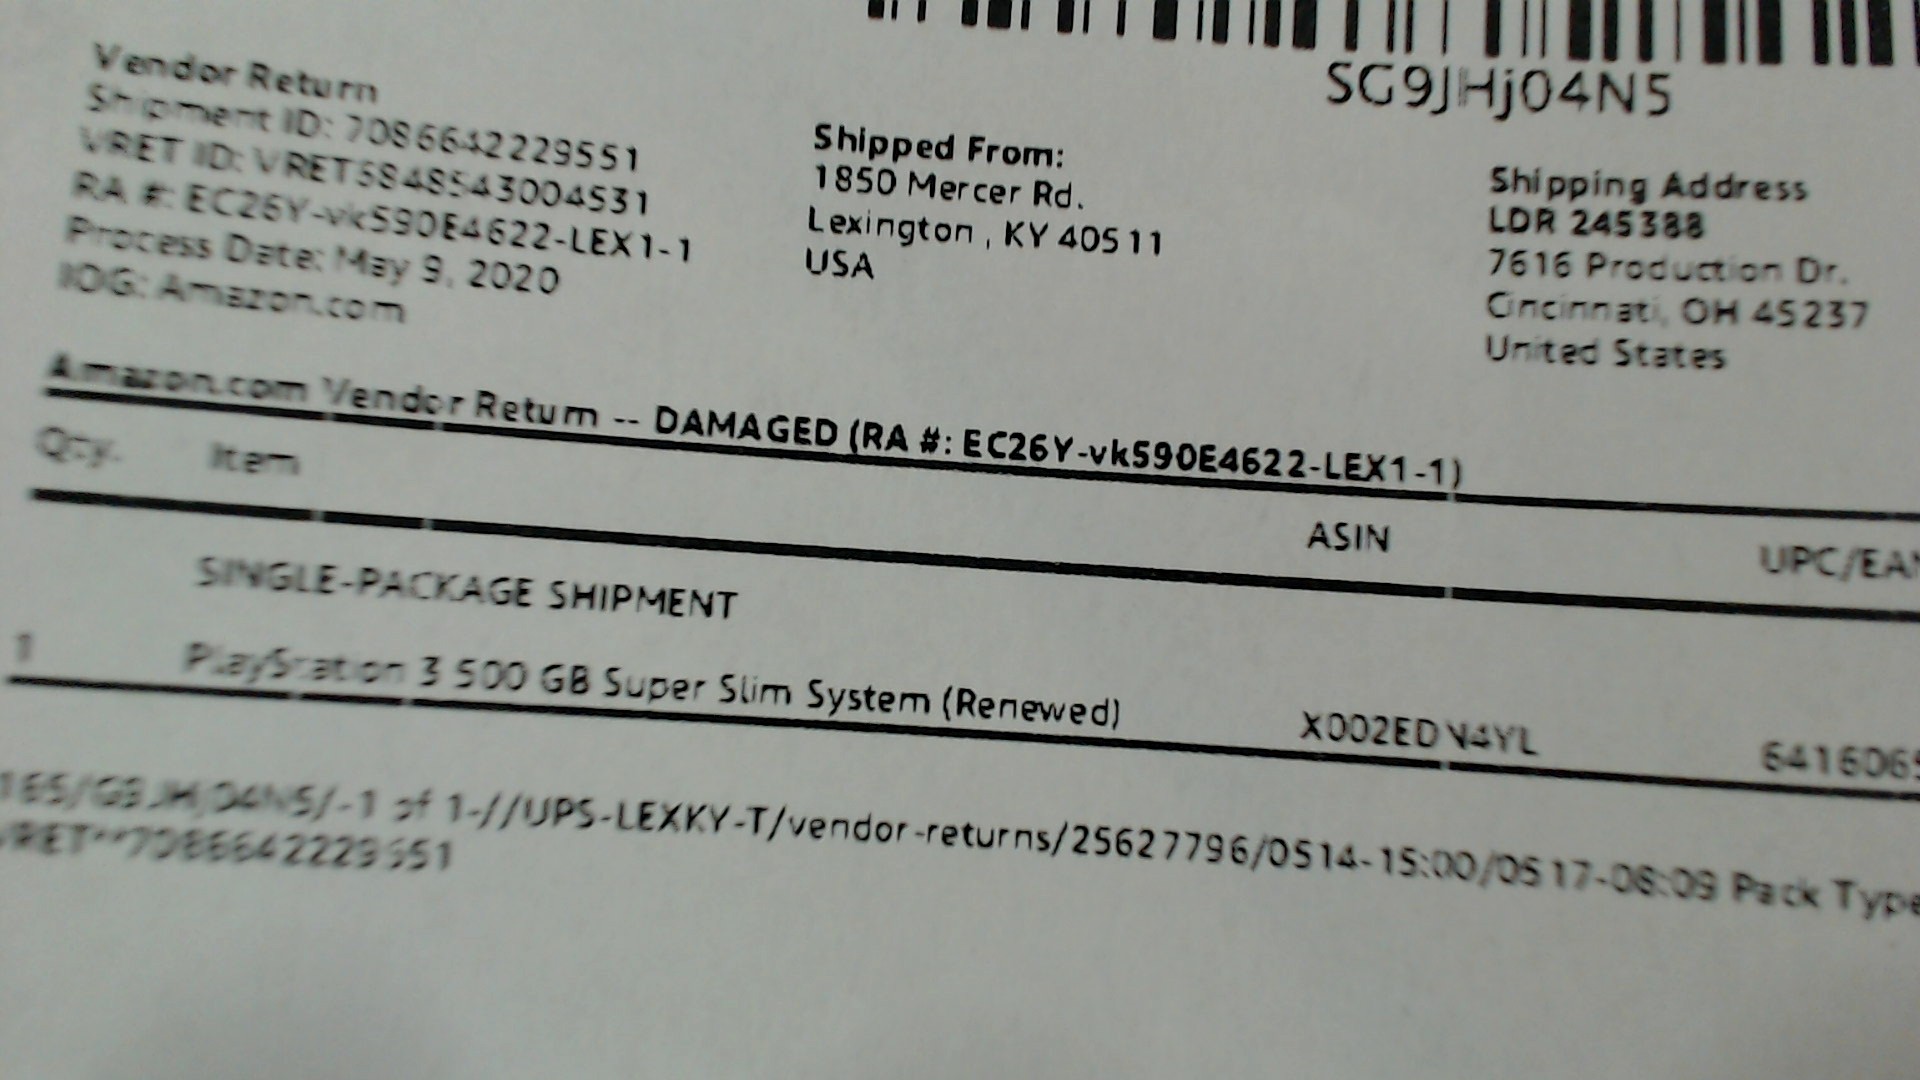 SG9JHj04N5
Vendor Return
Shipment ID: 7086642229551
VRET ID: VRET5848543004531
RA #: EC26Y-vk590E4622-LEX1-1
Process Date: May 9, 2020
IOG: Amazon.com
Shipped From:
1850 Mercer Rd.
Lexington , KY 40511
USA
Shipping Address
LDR 245388
7616 Production Dr.
Cincinnati, OH 45237
United States
Amazon.com Vendor Return -- DAMAGED (RA #: EC26Y-vk590E4622-LEX1-1)
Qty. Item ASIN
SINGLE-PACKAGE SHIPMENT
1 PlayStation 3 500 GB Super Slim System (Renewed) X002EDN4YL
1 of 1-//UPS-LEXKY-T/vendor-returns/25627796/0514-15:00/0517-08:09 Pack Type